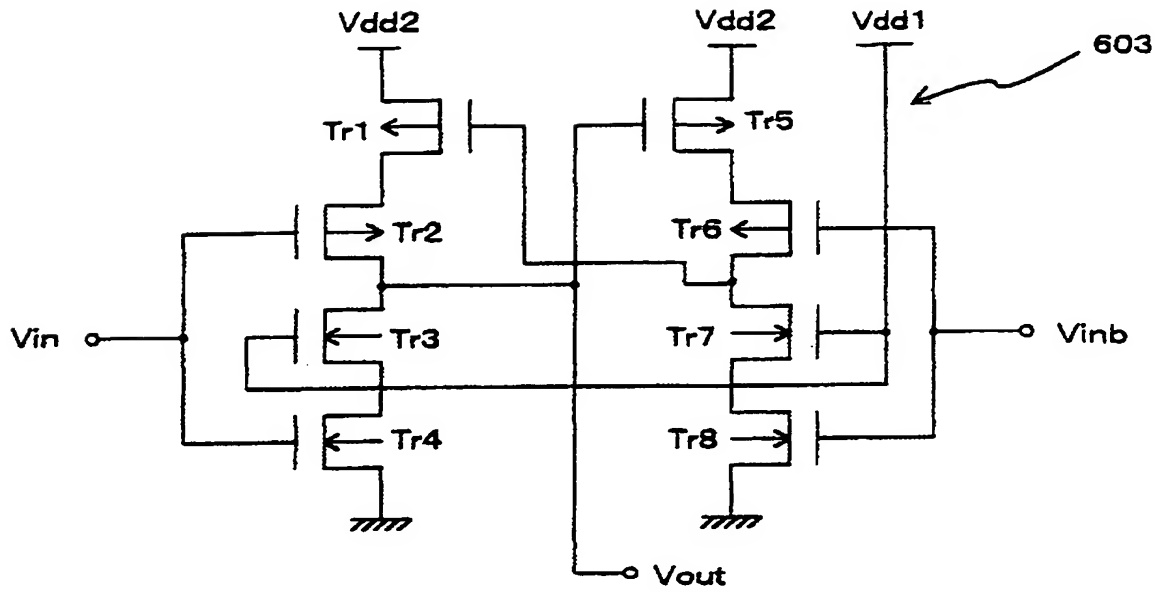 Vdd2
Vdd2
Vdd1
603
Tr1
Tr5
Tr2
Tr6
Vin
Tr3
Tr7
Vinb
Tr4
Tr8
Vout